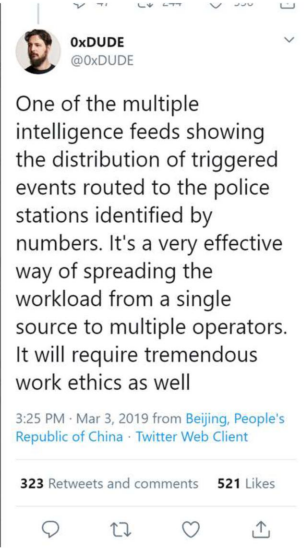 0xDUDE
@0xDUDE
One of the multiple
intelligence feeds showing
the distribution of triggered
events routed to the police
stations identified by
numbers. It's a very effective
way of spreading the
workload from a single
source to multiple operators.
It will require tremendous
work ethics as well
3:25 PM · Mar 3, 2019 from Beijing, People's
Republic of China · Twitter Web Client
323 Retweets and comments 521 Likes